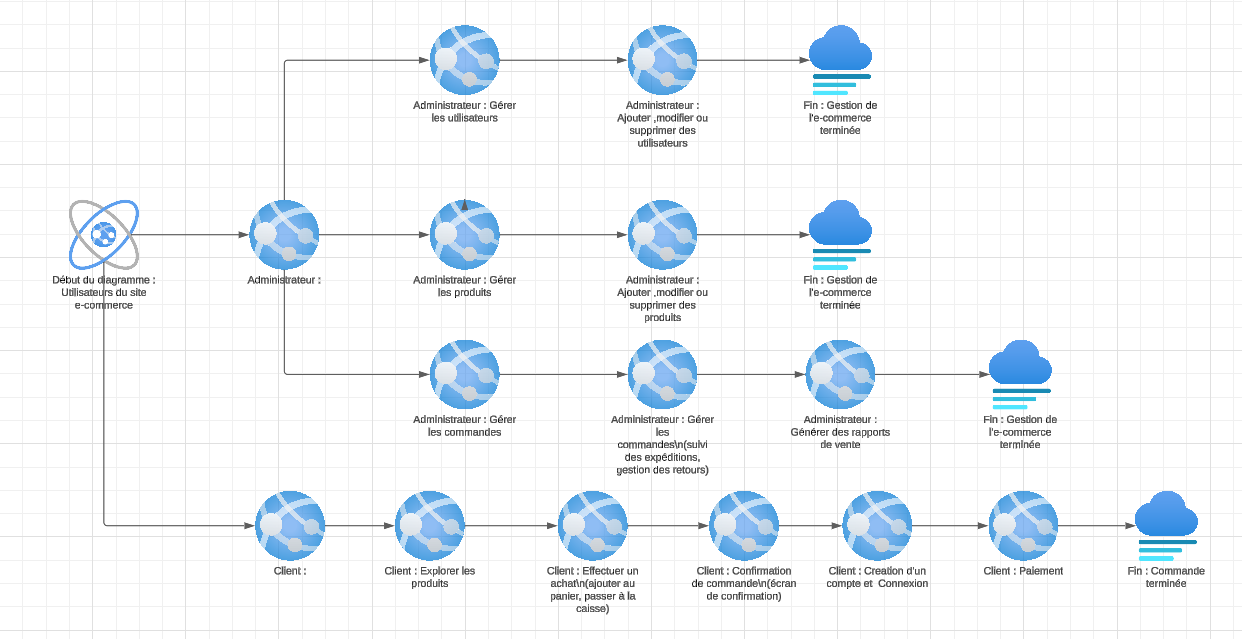 Administrateur : Gérer
les utilisateurs
Administrateur :
Ajouter ,modifier ou
supprimer des
utilisateurs
Fin : Gestion de
l'e-commerce
terminée
Début du diagramme :
Utilisateurs du site
e-commerce
Administrateur :
Administrateur : Gérer
les produits
Administrateur :
Ajouter ,modifier ou
supprimer des
produits
Fin : Gestion de
l'e-commerce
terminée
Administrateur : Gérer
les commandes
Administrateur : Gérer
les
commandes\n(suivi
des expéditions,
gestion des retours)
Administrateur :
Générer des rapports
de vente
Fin : Gestion de
l'e-commerce
terminée
Client :
Client : Explorer les
produits
Client : Effectuer un
achat\n(ajouter au
panier, passer à la
caisse)
Client : Confirmation
de commande\n(écran
de confirmation)
Client : Creation d'un
compte et  Connexion
Client : Paiement
Fin : Commande
terminée